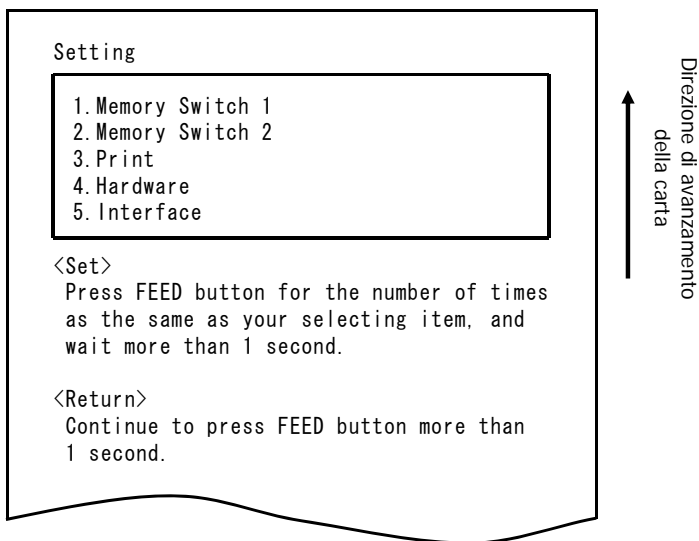 Setting
1.Memory Switch 1
2.Memory Switch 2
3.Print
4.Hardware
5.Interface
<Set>
Press FEED button for the number of times
as the same as your selecting item, and
wait more than 1 second.
<Return>
Continue to press FEED button more than
1 second.
Direzione di avanzamento
della carta